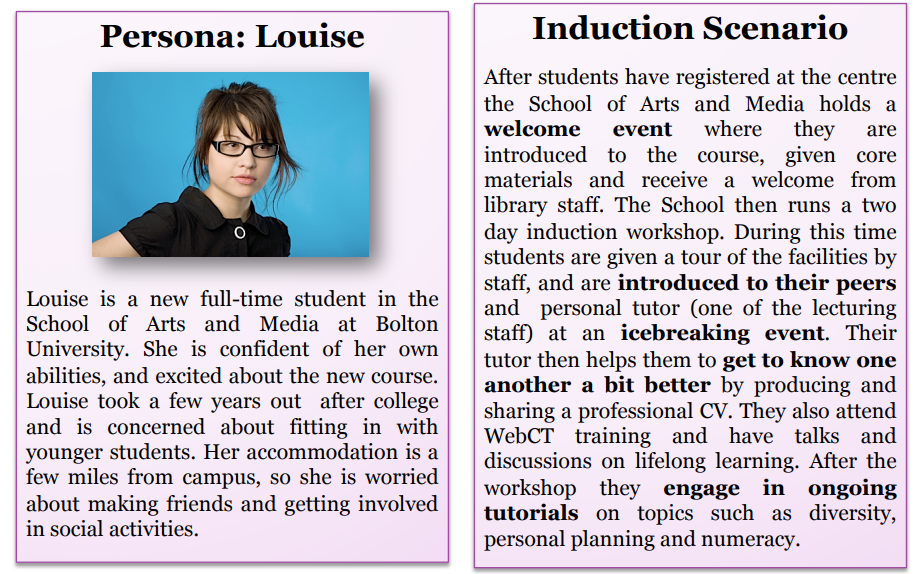 Persona: Louise
Louise is a new full-time student in the
School of Arts and Media at Bolton
University. She is confident of her own
abilities, and excited about the new course.
Louise took a few years out after college
and is concerned about fitting in with
younger students. Her accommodation is a
few miles from campus, so she is worried
about making friends and getting involved
in social activities.
Induction Scenario
After students have registered at the centre
the School of Arts and Media holds a
welcome event where they are
introduced to the course, given core
materials and receive a welcome from
library staff. The School then runs a two
day induction workshop. During this time
students are given a tour of the facilities by
staff, and are introduced to their peers
and personal tutor (one of the lecturing
staff) at an icebreaking event. Their
tutor then helps them to get to know one
another a bit better by producing and
sharing a professional CV. They also attend
WebCT training and have talks and
discussions on lifelong learning. After the
workshop they engage in ongoing
tutorials on topics such as diversity,
personal planning and numeracy.